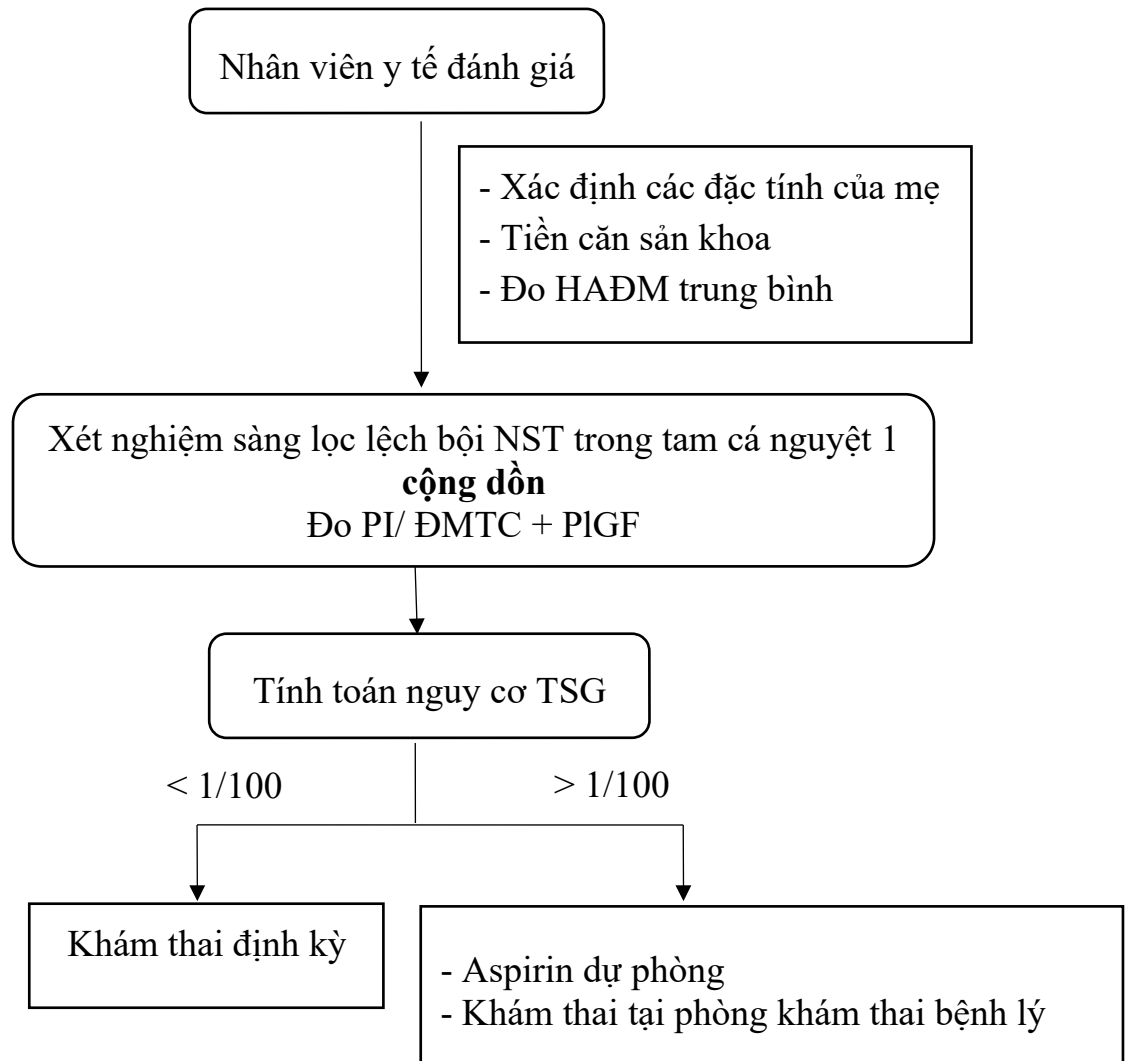 Nhân viên y tế đánh giá
- Xác định các đặc tính của mẹ
- Tiền căn sản khoa
- Đo HAĐM trung bình
Xét nghiệm sàng lọc lệch bội NST trong tam cá nguyệt 1
cộng dồn
Đo PI/ ĐMTC + PlGF
Tính toán nguy cơ TSG
< 1/100
> 1/100
Khám thai định kỳ
- Aspirin dự phòng
- Khám thai tại phòng khám thai bệnh lý